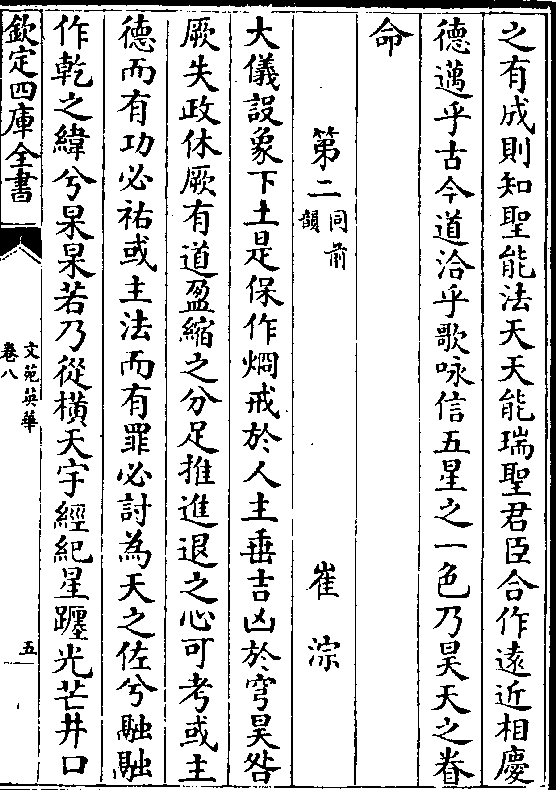 之有成則知聖能法天天能瑞聖君臣合作遠近相慶
德邁乎古今道洽乎歌咏信五星之一色乃昊天之眷
命
第二同前韻
崔淙
大儀設象下土是保作烱戒於人主垂吉凶於穹昊咎
厥失政休厥有道盈縮之分足推進退之心可考或主
德而有功必祐或主法而有罪必討為天之佐兮融融
作乾之緯兮杲杲若乃從橫天宇經紀星躔光芒井口
欽定四庫全書
文苑英華
卷八
五